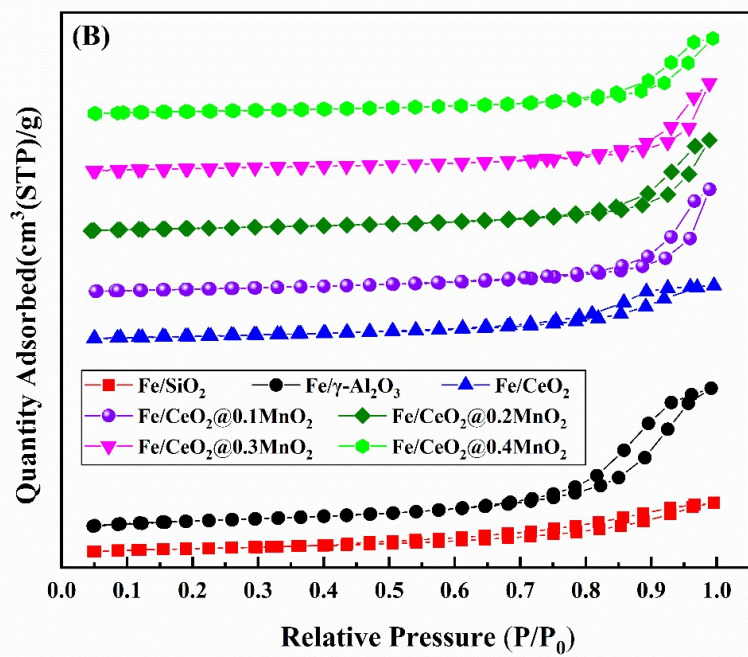 (B)
Quantity Adsorbed(cm³(STP)/g)
Fe/SiO₂ Fe/γ-Al₂O₃ Fe/CeO₂
Fe/CeO₂@0.1MnO₂ Fe/CeO₂@0.2MnO₂
Fe/CeO₂@0.3MnO₂ Fe/CeO₂@0.4MnO₂
0.0 0.1 0.2 0.3 0.4 0.5 0.6 0.7 0.8 0.9 1.0
Relative Pressure (P/P₀)